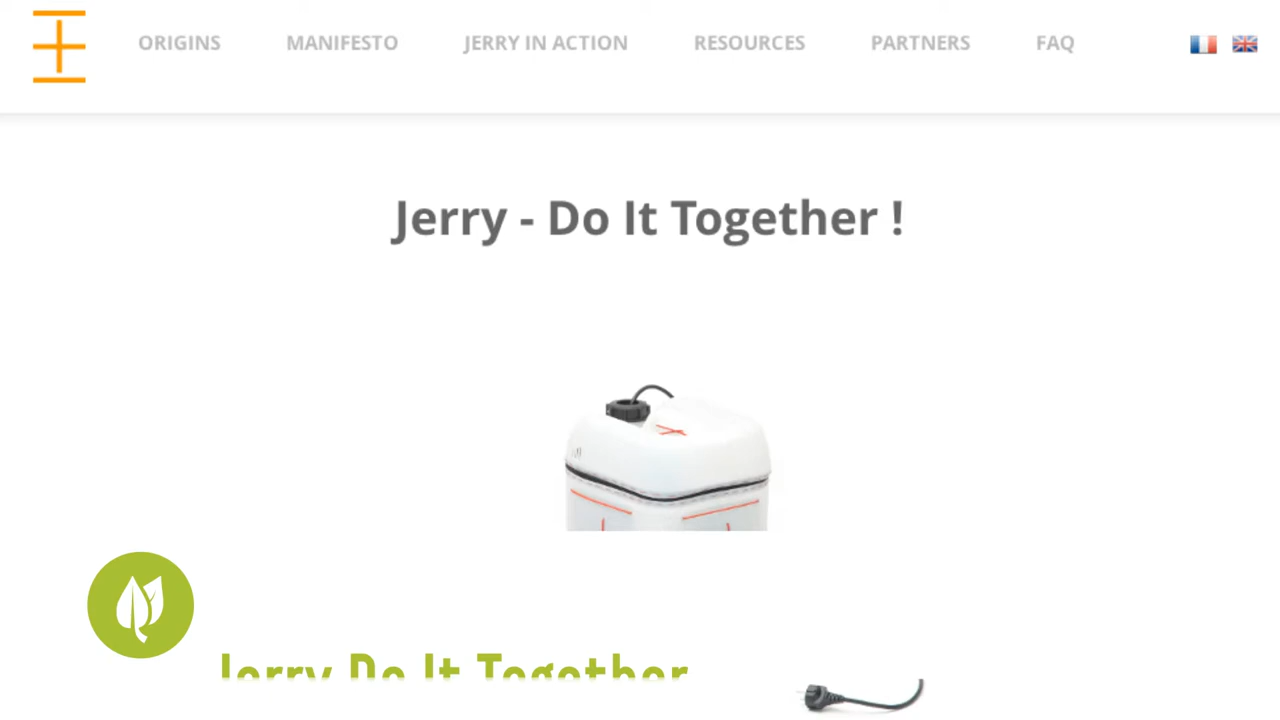 ORIGINS MANIFESTO JERRY IN ACTION RESOURCES PARTNERS FAQ
Jerry - Do It Together !
Jerry Do It Together